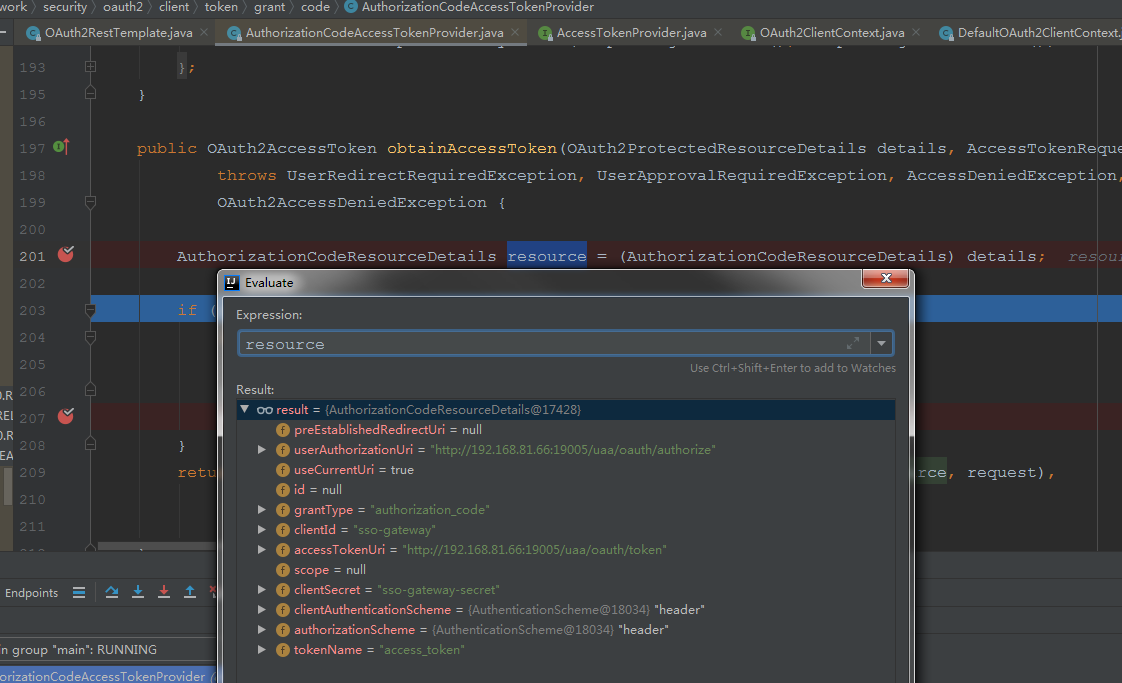 work security oauth2 client token grant code AuthorizationCodeAccessTokenProvider
OAuth2RestTemplate.java AuthorizationCodeAccessTokenProvider.java AccessTokenProvider.java OAuth2ClientContext.java DefaultOAuth2ClientContext.
193 };
195 }
196
197 public OAuth2AccessToken obtainAccessToken(OAuth2ProtectedResourceDetails details, AccessTokenReque
198 throws UserRedirectRequiredException, UserApprovalRequiredException, AccessDeniedException,
199 OAuth2AccessDeniedException {
200
201 AuthorizationCodeResourceDetails resource = (AuthorizationCodeResourceDetails) details; resour
202
203 if (
204
205
206
207
208 }
209 retu rce, request),
210
211
Evaluate
Expression:
resource
Use Ctrl+Shift+Enter to add to Watches
Result:
result = {AuthorizationCodeResourceDetails@17428}
preEstablishedRedirectUri = null
userAuthorizationUri = "http://192.168.81.66:19005/uaa/oauth/authorize"
useCurrentUri = true
id = null
grantType = "authorization_code"
clientId = "sso-gateway"
accessTokenUri = "http://192.168.81.66:19005/uaa/oauth/token"
scope = null
clientSecret = "sso-gateway-secret"
clientAuthenticationScheme = {AuthenticationScheme@18034} "header"
authorizationScheme = {AuthenticationScheme@18034} "header"
tokenName = "access_token"
Endpoints
in group "main": RUNNING
orizationCodeAccessTokenProvider